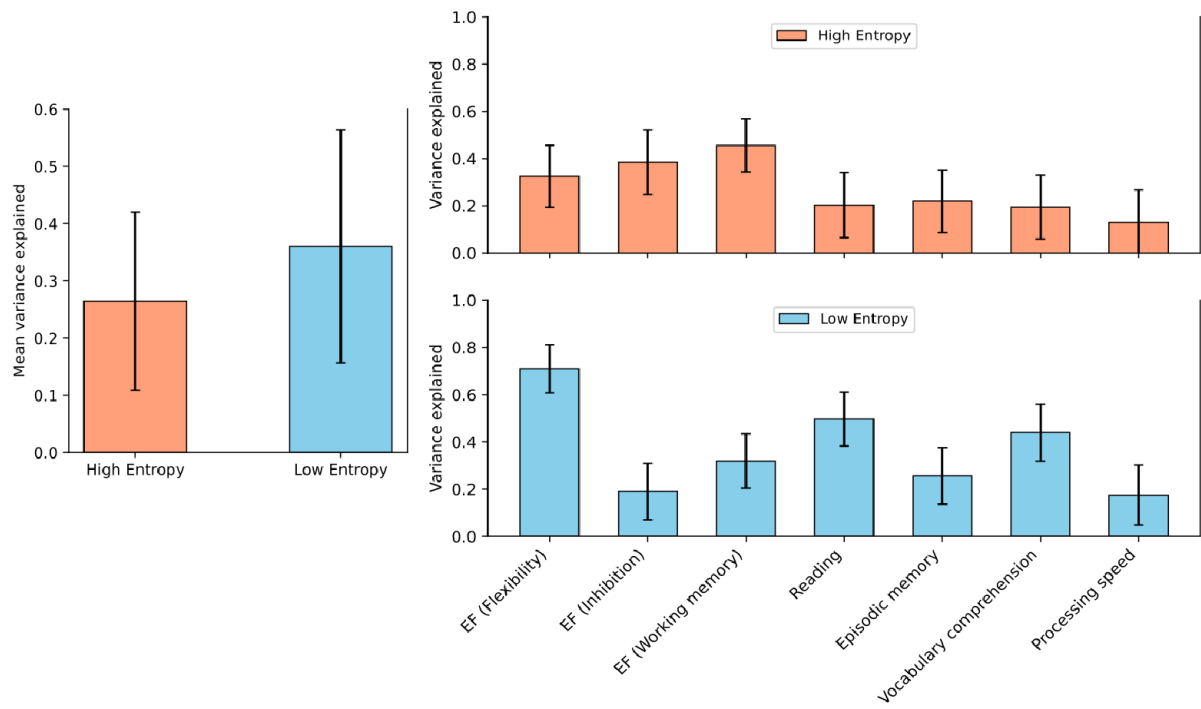 Mean variance explained
0.6
0.5
0.4
0.3
0.2
0.1
0.0
High Entropy
Low Entropy
Variance explained
1.0
0.8
0.6
0.4
0.2
0.0
High Entropy
Variance explained
1.0
0.8
0.6
0.4
0.2
0.0
Low Entropy
EF (Flexibility)
EF (Inhibition)
EF (Working memory)
Reading
Episodic memory
Vocabulary comprehension
Processing speed